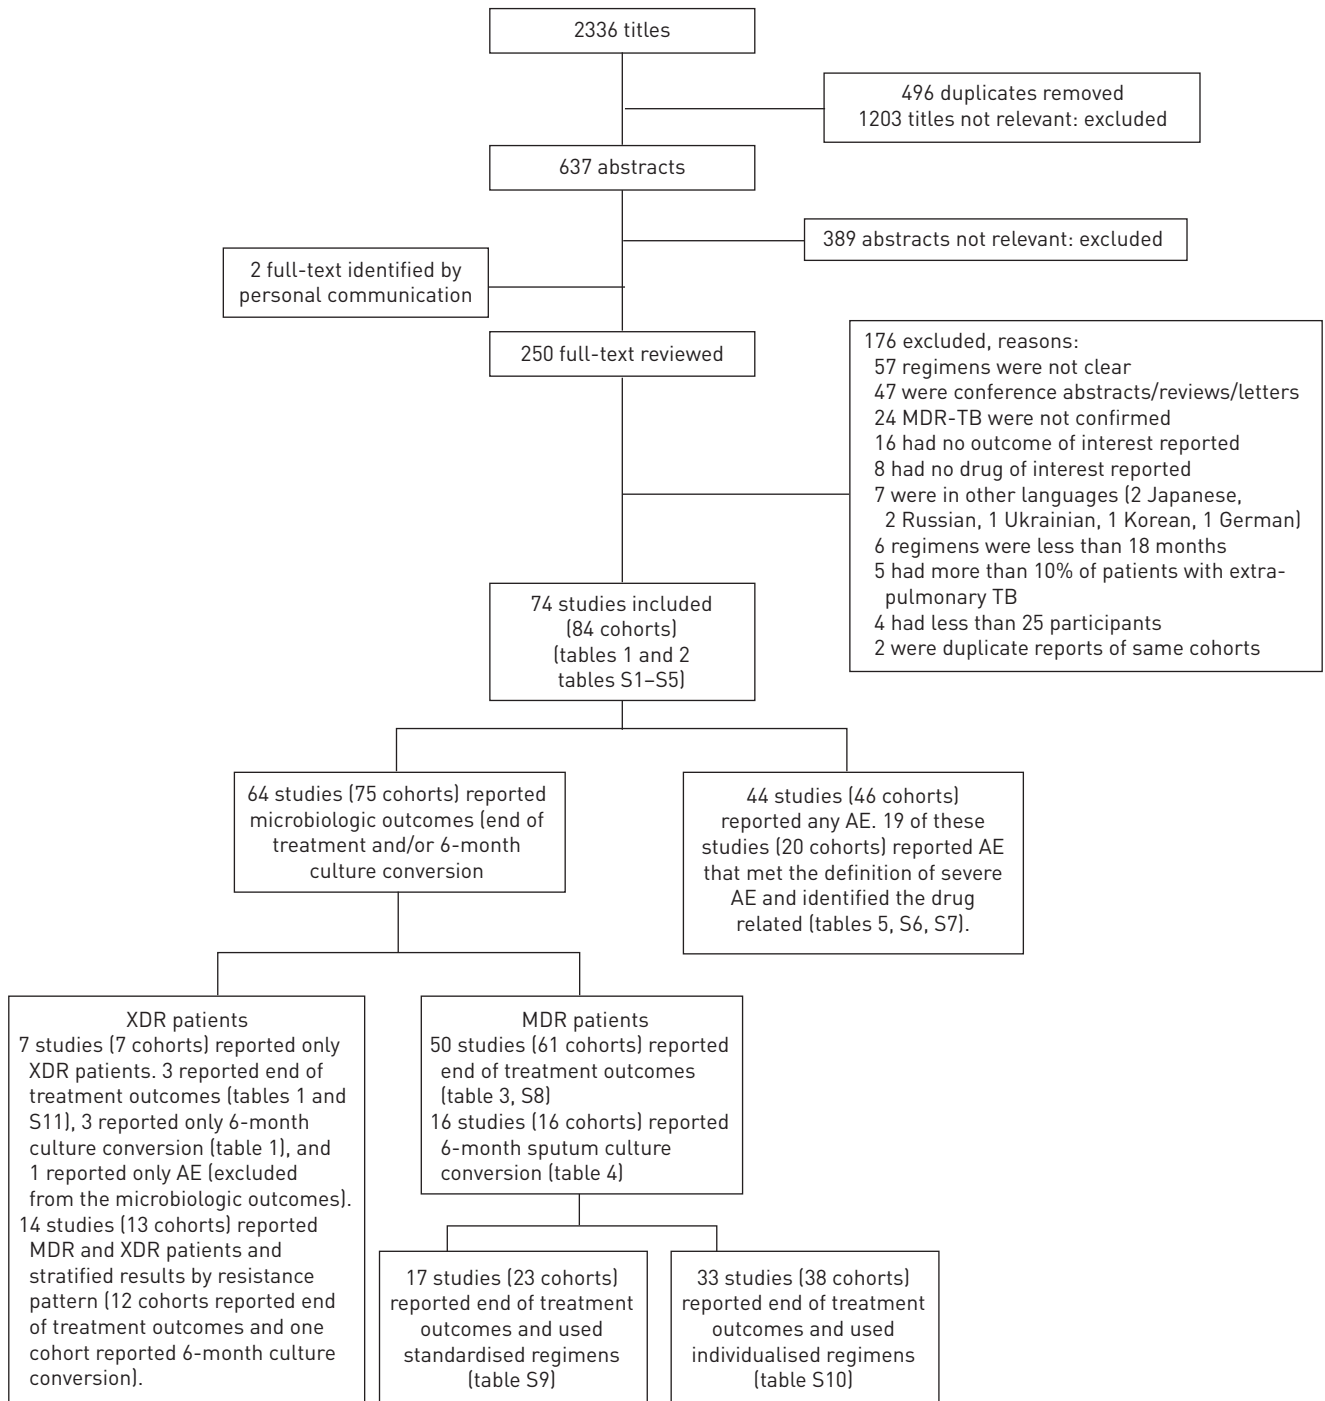 2336 titles
496 duplicates removed
1203 titles not relevant: excluded
637 abstracts
389 abstracts not relevant: excluded
2 full-text identified by
personal communication
250 full-text reviewed
176 excluded, reasons:
57 regimens were not clear
47 were conference abstracts/reviews/letters
24 MDR-TB were not confirmed
16 had no outcome of interest reported
8 had no drug of interest reported
7 were in other languages (2 Japanese,
2 Russian, 1 Ukrainian, 1 Korean, 1 German)
6 regimens were less than 18 months
5 had more than 10% of patients with extra-
pulmonary TB
4 had less than 25 participants
2 were duplicate reports of same cohorts
74 studies included
(84 cohorts)
(tables 1 and 2
tables S1–S5)
64 studies (75 cohorts) reported
microbiologic outcomes (end of
treatment and/or 6-month
culture conversion
44 studies (46 cohorts)
reported any AE. 19 of these
studies (20 cohorts) reported AE
that met the definition of severe
AE and identified the drug
related (tables 5, S6, S7).
XDR patients
7 studies (7 cohorts) reported only
XDR patients. 3 reported end of
treatment outcomes (tables 1 and
S11), 3 reported only 6-month
culture conversion (table 1), and
1 reported only AE (excluded
from the microbiologic outcomes).
14 studies (13 cohorts) reported
MDR and XDR patients and
stratified results by resistance
pattern (12 cohorts reported end
of treatment outcomes and one
cohort reported 6-month culture
conversion).
MDR patients
50 studies (61 cohorts) reported
end of treatment outcomes
(table 3, S8)
16 studies (16 cohorts) reported
6-month sputum culture
conversion (table 4)
17 studies (23 cohorts)
reported end of treatment
outcomes and used
standardised regimens
(table S9)
33 studies (38 cohorts)
reported end of treatment
outcomes and used
individualised regimens
(table S10)